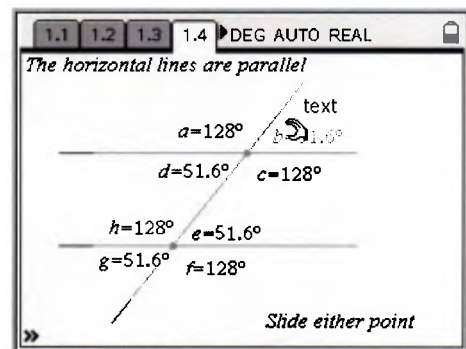 1.1 1.2 1.3 1.4 DEG AUTO REAL
The horizontal lines are parallel
text
a=128°
d=51.6° c=128°
h=128° e=51.6°
g=51.6° f=128°
Slide either point